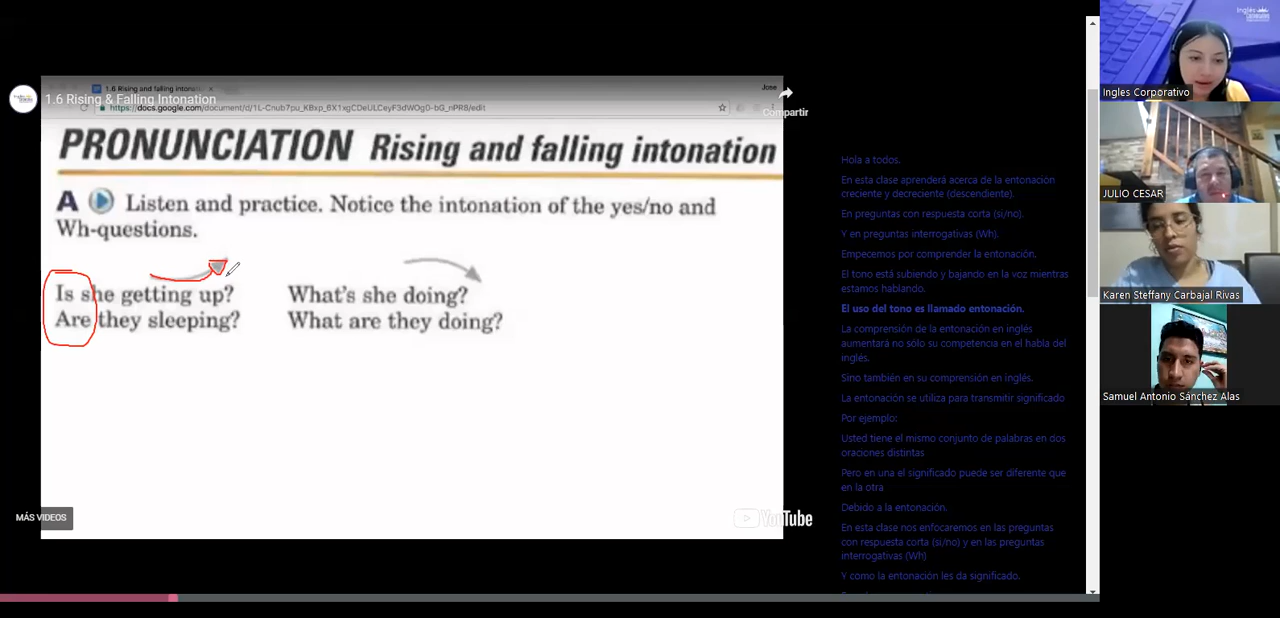 1.6 Rising and falling intona
Jose
1.6 Rising & Falling Intonation
Compartir
PRONUNCIATION Rising and falling intonation
A Listen and practice. Notice the intonation of the yes/no and
Wh-questions.
Is she getting up? What's she doing?
Are they sleeping? What are they doing?
MÁS VIDEOS
YouTube
Hola a todos.
En esta clase aprenderá acerca de la entonación
creciente y decreciente (descendiente).
En preguntas con respuesta corta (si/no).
Y en preguntas interrogativas (Wh).
Empecemos por comprender la entonación.
El tono está subiendo y bajando en la voz mientras
estamos hablando.
El uso del tono es llamado entonación.
La comprensión de la entonación en inglés
aumentará no sólo su competencia en el habla del
inglés.
Sino también en su comprensión en inglés.
La entonación se utiliza para transmitir significado
Por ejemplo:
Usted tiene el mismo conjunto de palabras en dos
oraciones distintas
Pero en una el significado puede ser diferente que
en la otra
Debido a la entonación.
En esta clase nos enfocaremos en las preguntas
con respuesta corta (si/no) y en las preguntas
interrogativas (Wh)
Y como la entonación les da significado.
Ingles Corporativo
JULIO CESAR
Karen Steffany Carbajal Rivas
Samuel Antonio Sánchez Alas